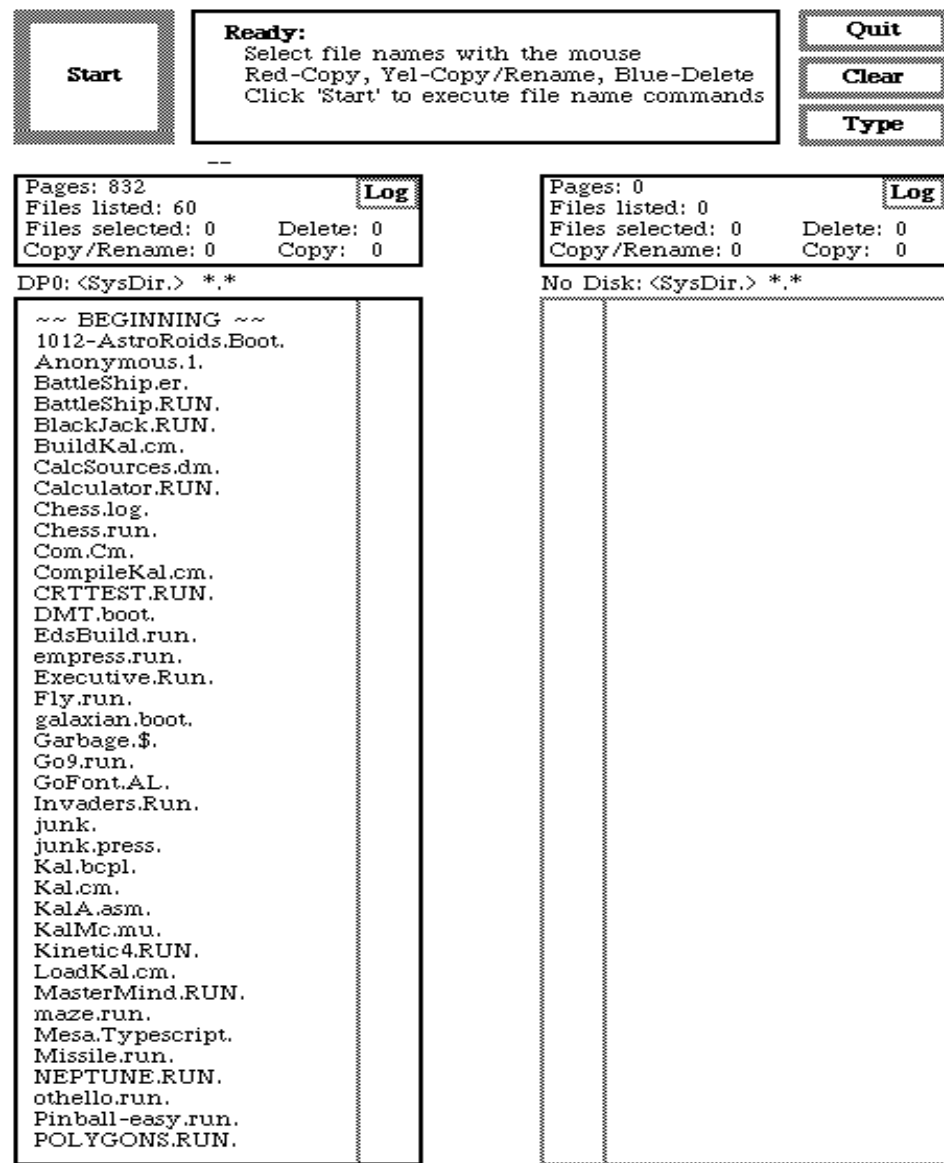 Start
Ready:
Select file names with the mouse
Red-Copy, Yel-Copy/Rename, Blue-Delete
Click 'Start' to execute file name commands
Quit
Clear
Type
Pages: 832
Log
Files listed: 60
Files selected: 0 Delete: 0
Copy/Rename: 0 Copy: 0
DP0: <SysDir.> *.*
Pages: 0
Log
Files listed: 0
Files selected: 0 Delete: 0
Copy/Rename: 0 Copy: 0
No Disk: <SysDir.> *.*
~~ BEGINNING ~~
1012-AstroRoids.Boot.
Anonymous.1.
BattleShip.er.
BattleShip.RUN.
BlackJack.RUN.
BuildKal.cm.
CalcSources.dm.
Calculator.RUN.
Chess.log.
Chess.run.
Com.Cm.
CompileKal.cm.
CRTTEST.RUN.
DMT.boot.
EdsBuild.run.
empress.run.
Executive.Run.
Fly.run.
galaxian.boot.
Garbage.$.
Go9.run.
GoFont.AL.
Invaders.Run.
junk.
junk.press.
Kal.bcpl.
Kal.cm.
KalA.asm.
KalMc.mu.
Kinetic4.RUN.
LoadKal.cm.
MasterMind.RUN.
maze.run.
Mesa.Typescript.
Missile.run.
NEPTUNE.RUN.
othello.run.
Pinball-easy.run.
POLYGONS.RUN.